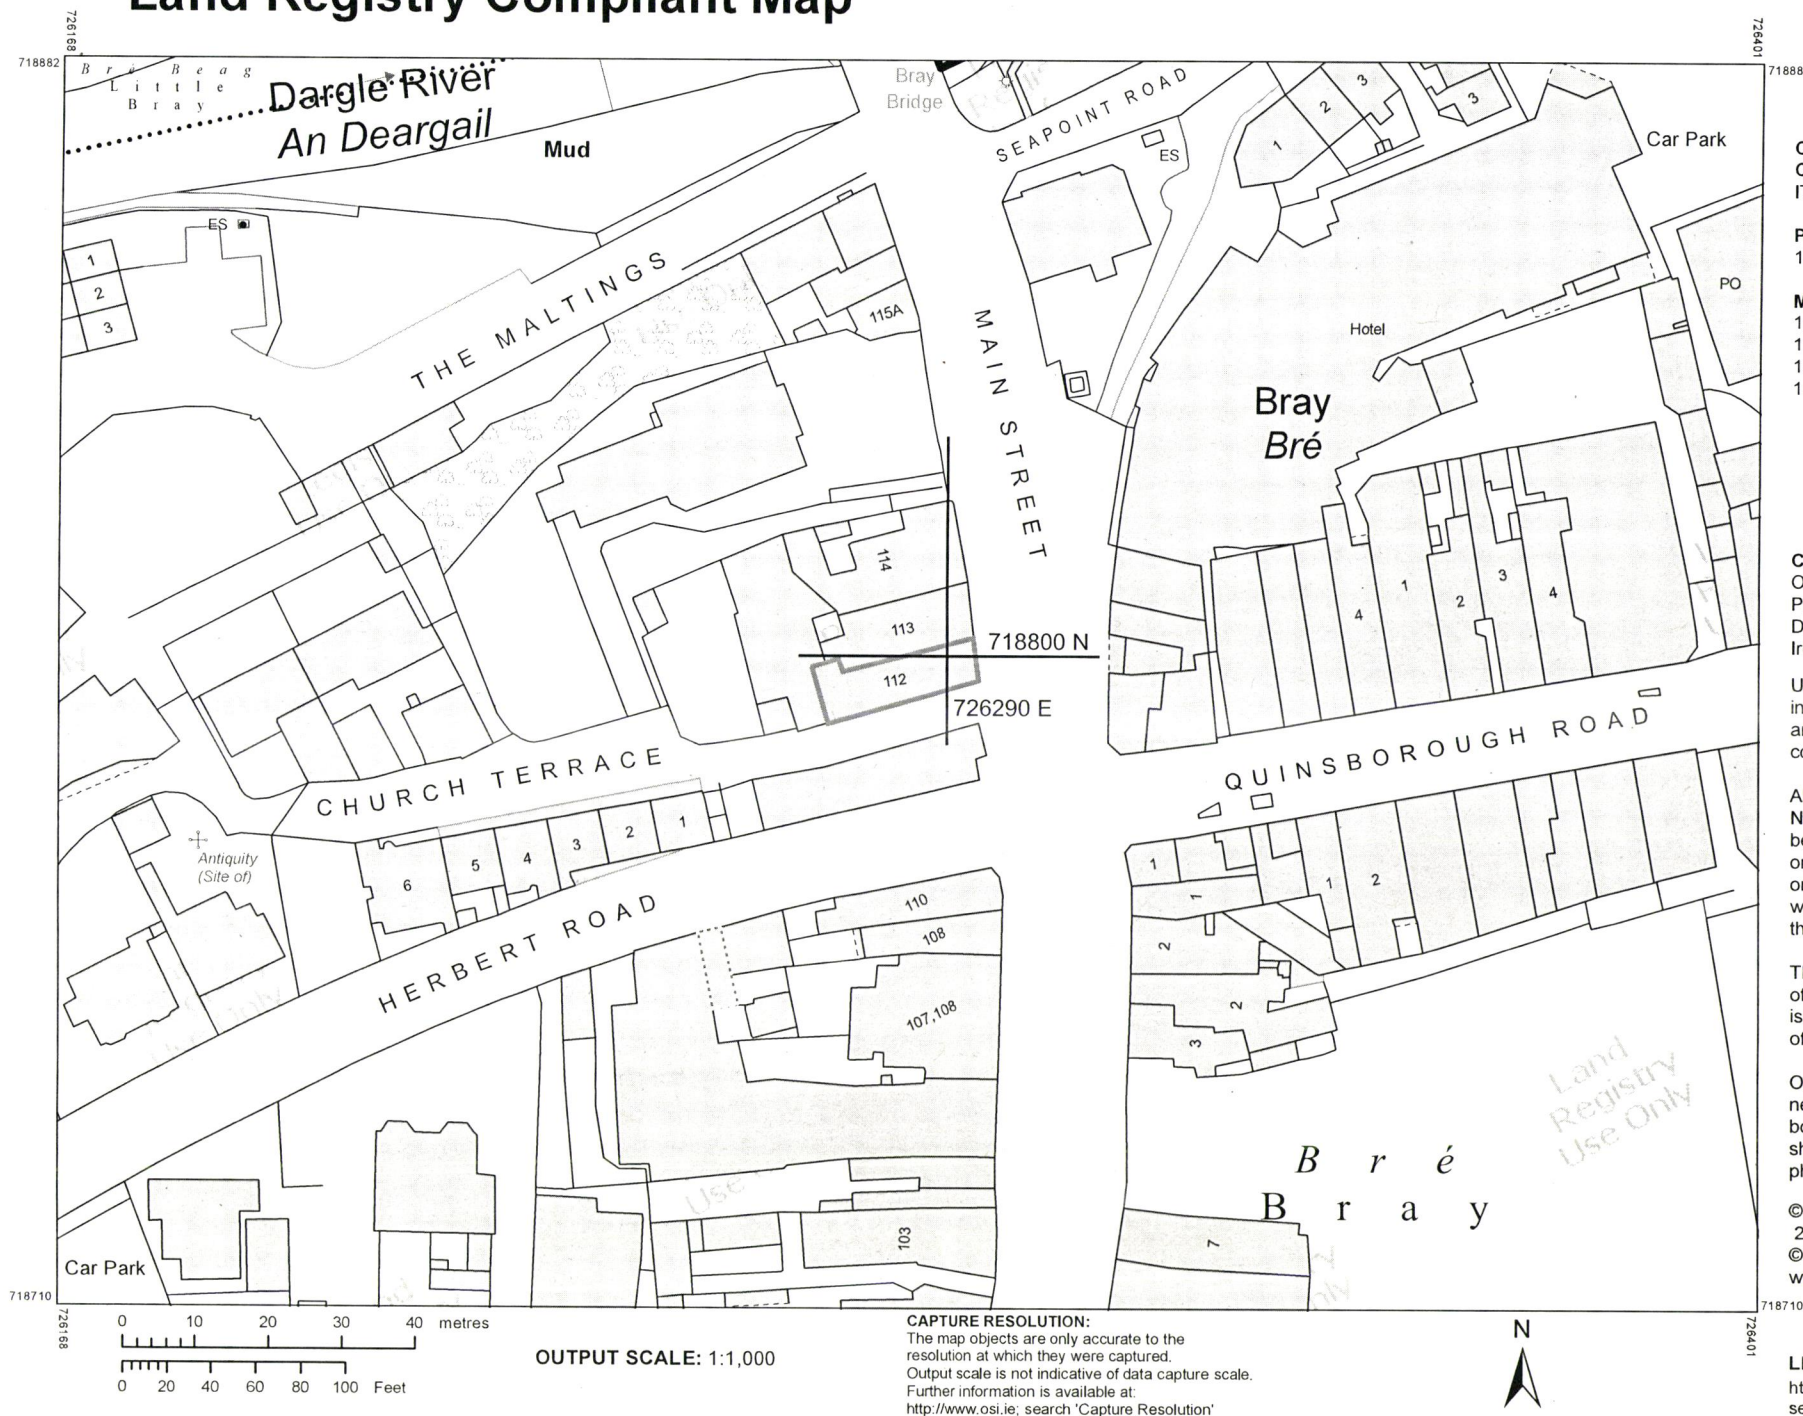 Land Registry Compliant Map
726168
726401
718882
71888
Bré Beag
Little
Bray
Dargle River
An Deargail
Mud
Bray
Bridge
SEAPOINT ROAD
ES
1
2
3
3
Car Park
ES
1
2
3
THE MALTINGS
115A
MAIN STREET
PO
Hotel
Bray
Bré
114
113
112
718800 N
726290 E
4
1
2
3
4
CHURCH TERRACE
QUINSBOROUGH ROAD
Antiquity
(Site of)
6
5
4
3
2
1
HERBERT ROAD
110
108
107,108
103
1
1
2
2
3
1
2
7
Land
Registry
Use Only
Bré
Bray
Car Park
718710
718710
726168
726401
0 10 20 30 40 metres
0 20 40 60 80 100 Feet
OUTPUT SCALE: 1:1,000
CAPTURE RESOLUTION:
The map objects are only accurate to the
resolution at which they were captured.
Output scale is not indicative of data capture scale.
Further information is available at:
http://www.osi.ie; search 'Capture Resolution'
N